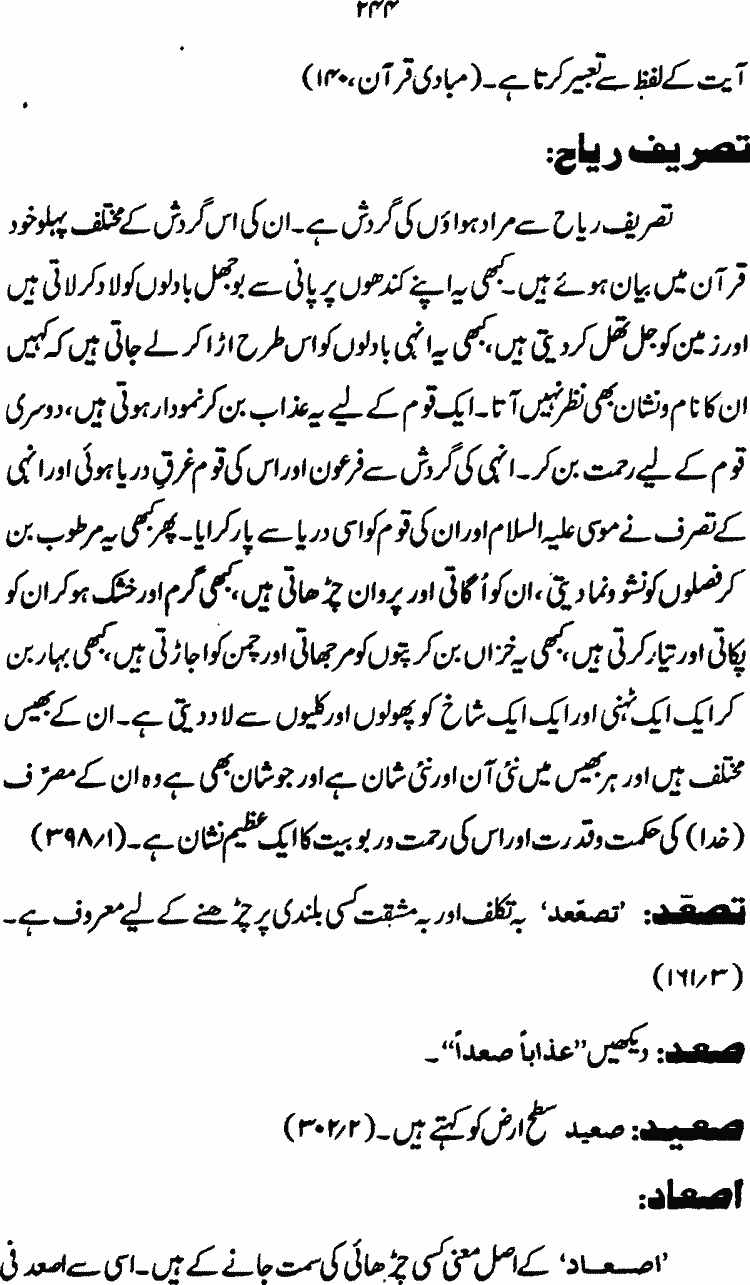 ۲۴۴
آیت کے لفظ سے تعبیر کرتا ہے۔ (مبادی قرآن، ۱۴۰)
تصریف ریاح:
تصریف ریاح سے مراد ہواؤں کی گردش ہے۔ ان کی اس گردش کے مختلف پہلو خود
قرآن میں بیان ہوئے ہیں۔ کبھی یہ اپنے کندھوں پر پانی سے بوجھل بادلوں کو لاد کر لاتی ہیں
اور زمین کو جل تھل کر دیتی ہیں، کبھی یہ انہی بادلوں کو اس طرح اڑا کر لے جاتی ہیں کہ کہیں
ان کا نام و نشان بھی نظر نہیں آتا۔ ایک قوم کے لیے یہ عذاب بن کر نمودار ہوتی ہیں، دوسری
قوم کے لیے رحمت بن کر۔ انہی کی گردش سے فرعون اور اس کی قوم غرقِ دریا ہوئی اور انہی
کے تصرف نے موسی علیہ السلام اور ان کی قوم کو اسی دریا سے پار کرایا۔ پھر کبھی یہ مرطوب بن
کر فصلوں کو نشو و نما دیتی، ان کو اُگاتی اور پروان چڑھاتی ہیں، کبھی گرم اور خشک ہو کر ان کو
پکاتی اور تیار کرتی ہیں، کبھی یہ خزاں بن کر پتوں کو مرجھاتی اور چمن کو اجاڑتی ہیں، کبھی بہار بن
کر ایک ایک ٹہنی اور ایک ایک شاخ کو پھولوں اور کلیوں سے لاد دیتی ہے۔ ان کے بھیس
مختلف ہیں اور ہر بھیس میں نئی آن اور نئی شان ہے اور جو شان بھی ہے وہ ان کے مصرّف
(خدا) کی حکمت و قدرت اور اس کی رحمت و ربوبیت کا ایک عظیم نشان ہے۔ (۳۹۸/۱)
تصعّد: ’تصعّعد‘ بہ تکلف اور بہ مشقت کسی بلندی پر چڑھنے کے لیے معروف ہے۔
(۱۶۱/۳)
صعد: دیکھیں ”عذاباً صعداً“۔
صعید: صعید سطح ارض کو کہتے ہیں۔ (۳۰۲/۲)
اصعاد:
’اصعاد‘ کے اصل معنی کسی چڑھائی کی سمت جانے کے ہیں۔ اسی سے اصعد فی